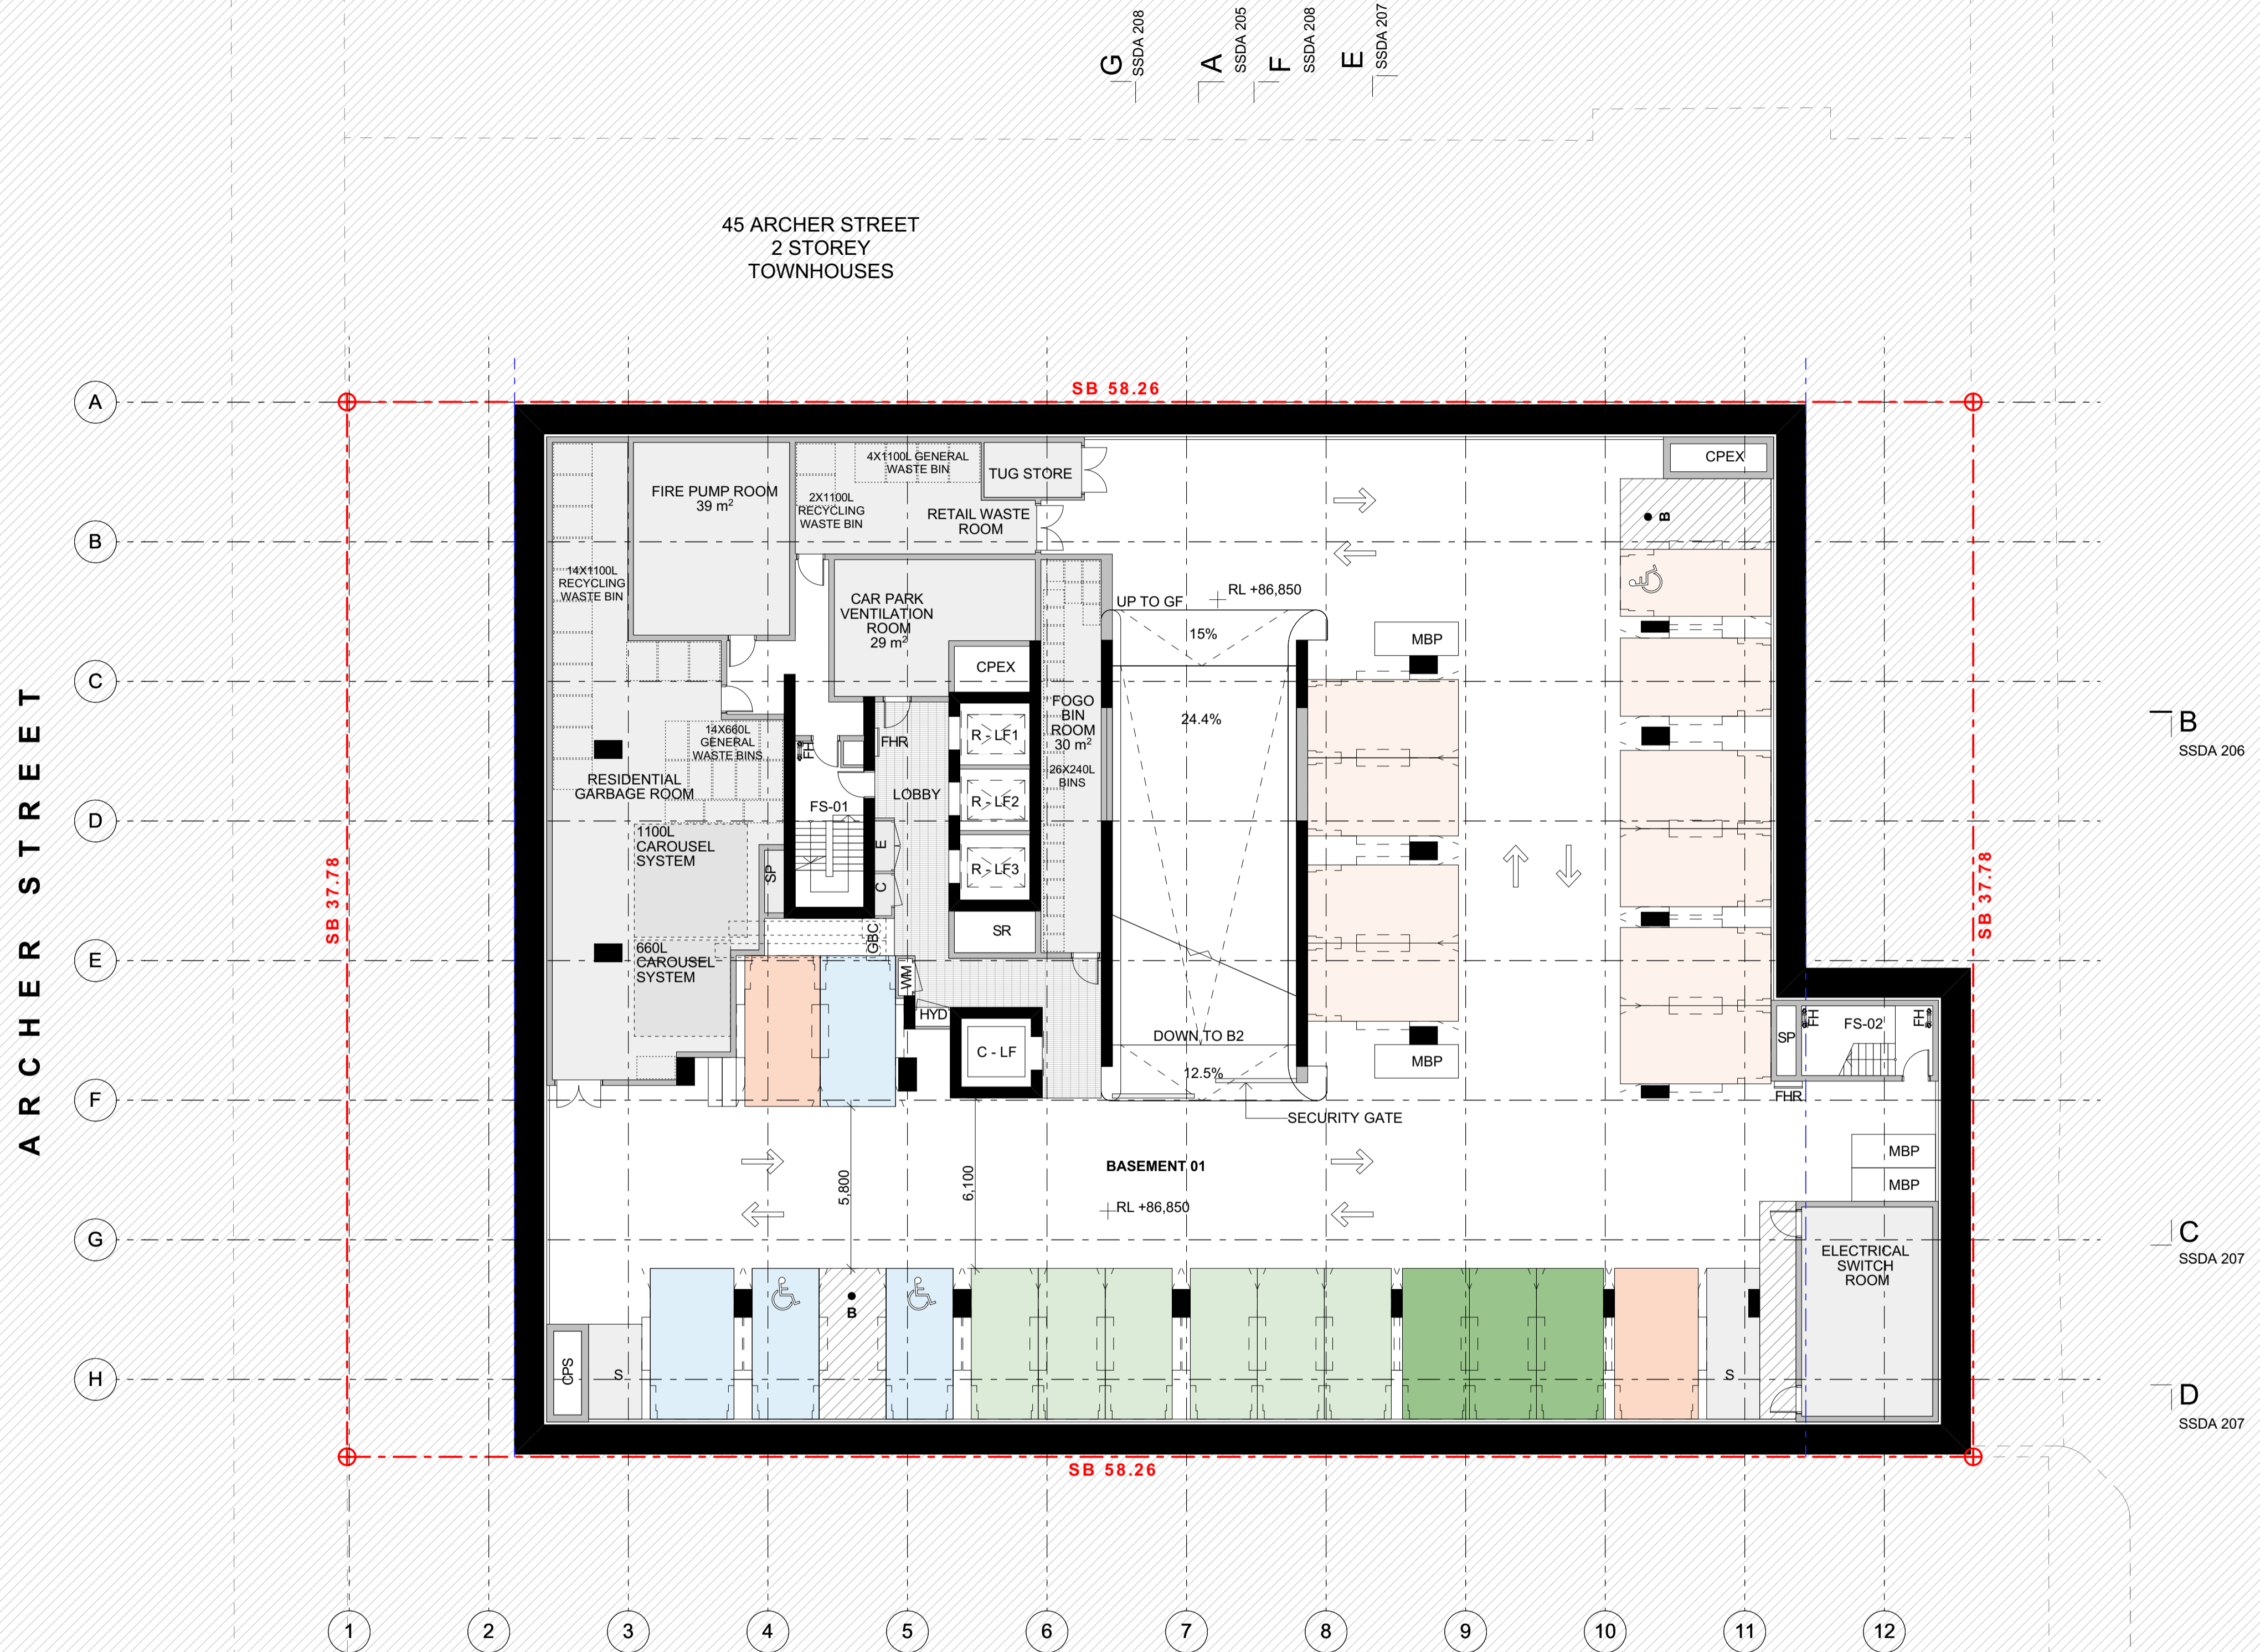 G
SSDA 208
A
SSDA 205
F
SSDA 208
E
SSDA 207
45 ARCHER STREET
2 STOREY
TOWNHOUSES
SB 58.26
A
B
C
D
E
F
G
H
ARCHER STREET
SB 37.78
FIRE PUMP ROOM
39 m²
4X1100L GENERAL
WASTE BIN
TUG STORE
2X1100L
RECYCLING
WASTE BIN
RETAIL WASTE
ROOM
CPEX
B
14X1100L
RECYCLING
WASTE BIN
CAR PARK
VENTILATION
ROOM
29 m²
CPEX
UP TO GF
RL +86,850
15%
MBP
24.4%
FOGO
BIN
ROOM
30 m²
26X240L
BINS
14X660L
GENERAL
WASTE BINS
RESIDENTIAL
GARBAGE ROOM
FH
FHR
R - LF1
LOBBY
R - LF2
FS-01
R - LF3
E
C
SP
SR
1100L
CAROUSEL
SYSTEM
660L
CAROUSEL
SYSTEM
GBC
WM
HYD
C - LF
DOWN TO B2
12.5%
MBP
SECURITY GATE
SP
FH
FS-02
FH
FHR
MBP
MBP
BASEMENT 01
5,800
6,100
RL +86,850
ELECTRICAL
SWITCH
ROOM
CPS
S
B
S
SB 37.78
SB 58.26
B
SSDA 206
C
SSDA 207
D
SSDA 207
1
2
3
4
5
6
7
8
9
10
11
12